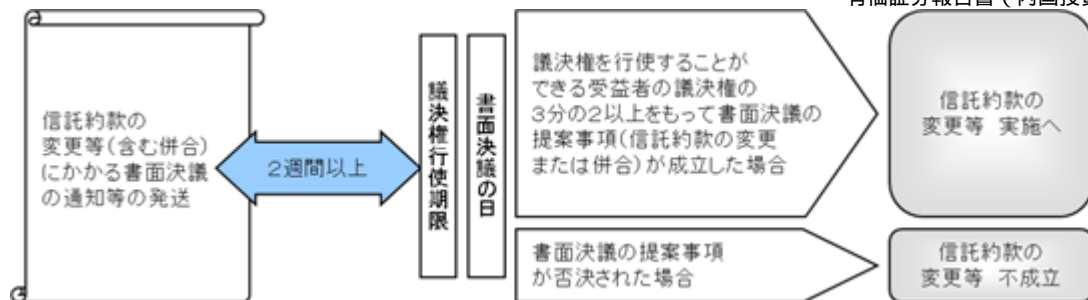 信託約款の
変更等(含む併合)
にかかる書面決議
の通知等の発送
2週間以上
議決権行使期限
書面決議の日
議決権を行使することが
できる受益者の議決権の
3分の2以上をもって書面決議の
提案事項(信託約款の変更
または併合)が成立した場合
信託約款の
変更等 実施へ
書面決議の提案事項
が否決された場合
信託約款の
変更等 不成立